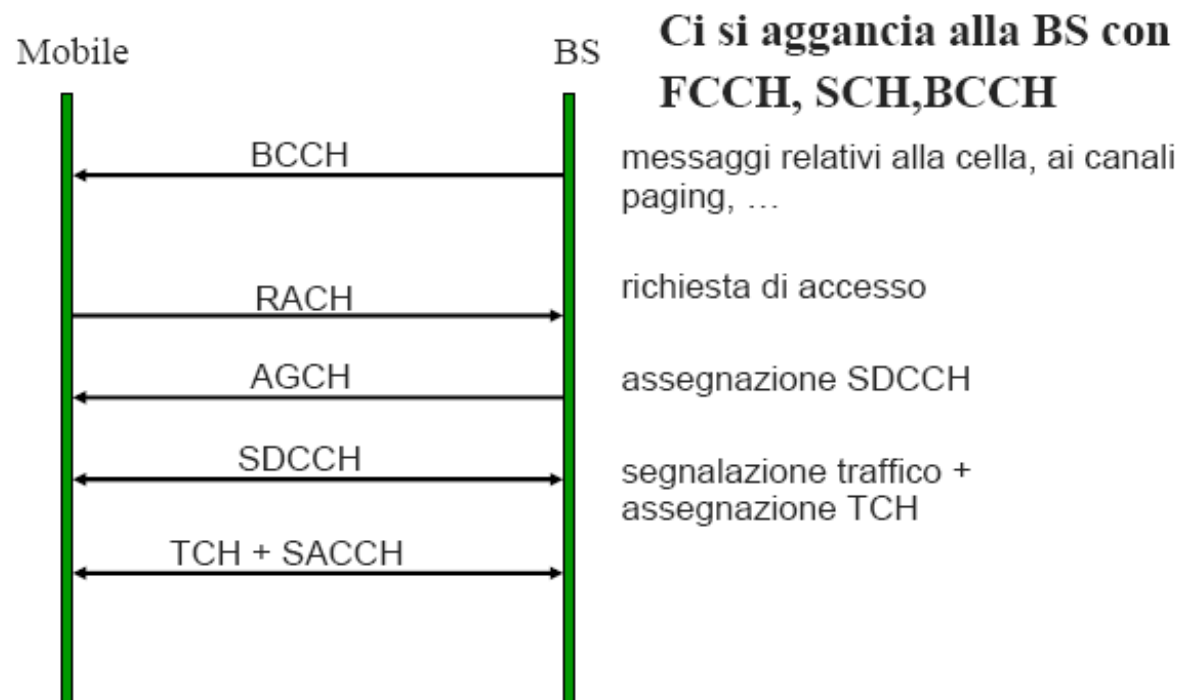 Mobile
BS
Ci si aggancia alla BS con
FCCH, SCH,BCCH
BCCH
messaggi relativi alla cella, ai canali
paging, …
RACH
richiesta di accesso
AGCH
assegnazione SDCCH
SDCCH
segnalazione traffico +
assegnazione TCH
TCH + SACCH